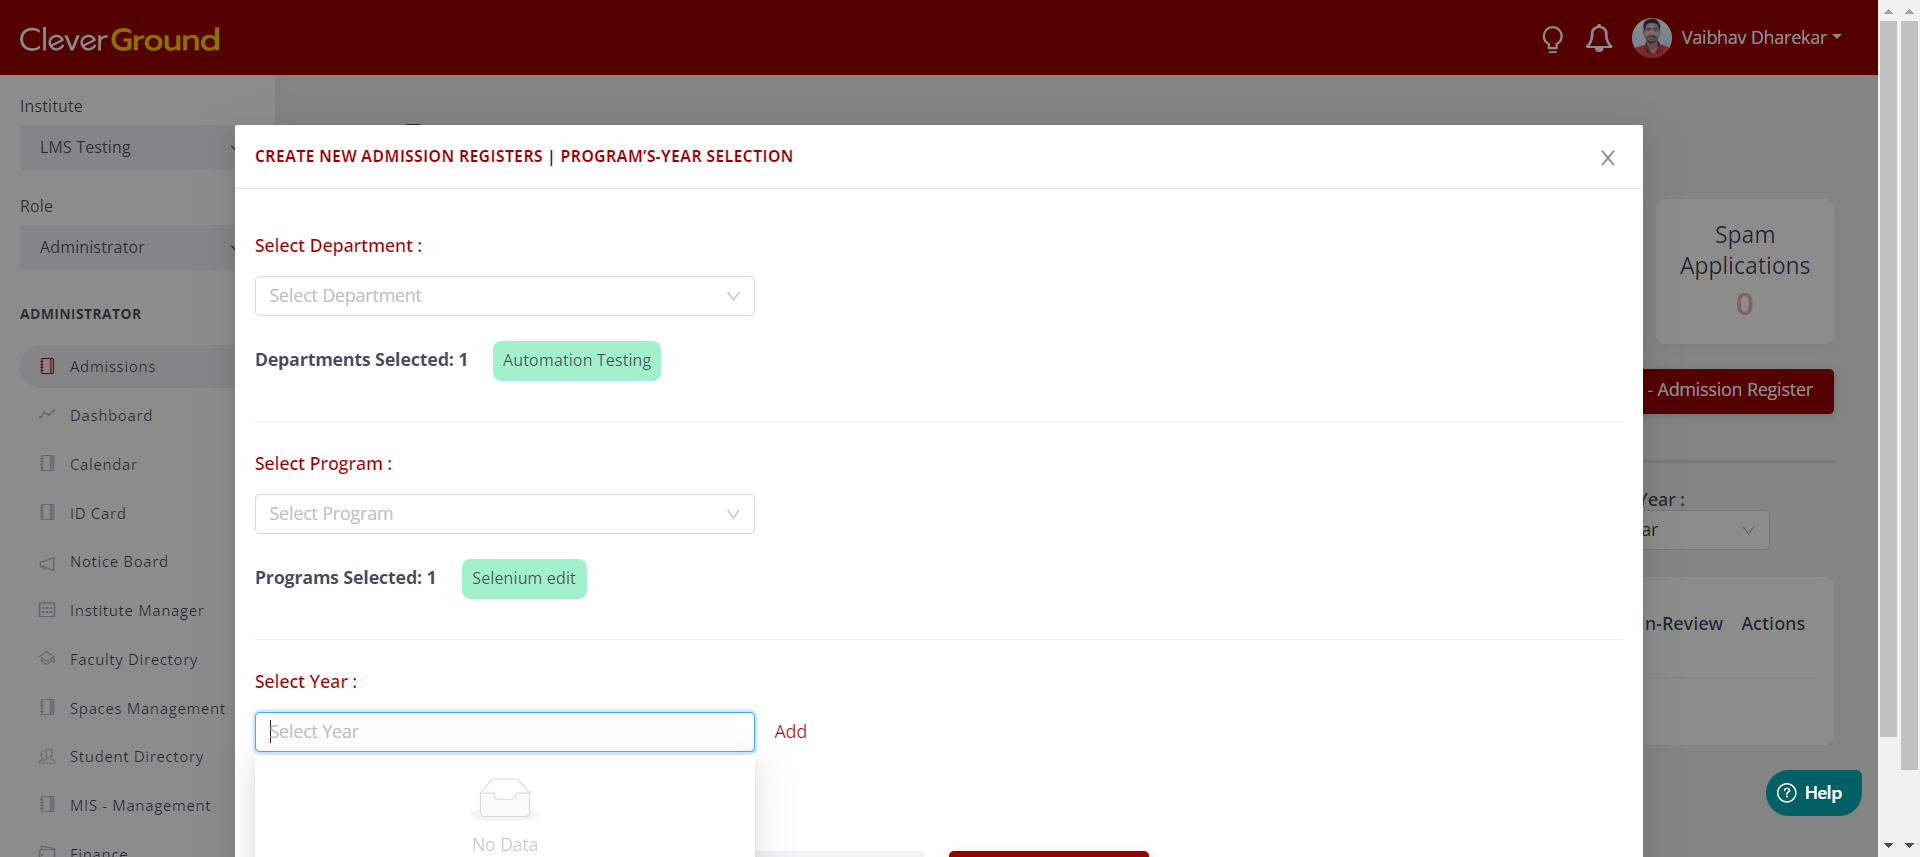 CleverGround
Vaibhav Dharekar
Institute
LMS Testing
Role
Administrator
ADMINISTRATOR
Admissions
Dashboard
Calendar
ID Card
Notice Board
Institute Manager
Faculty Directory
Spaces Management
Student Directory
MIS - Management
Finance
CREATE NEW ADMISSION REGISTERS | PROGRAM’S-YEAR SELECTION
Select Department :
Select Department
Departments Selected: 1 Automation Testing
Select Program :
Select Program
Programs Selected: 1 Selenium edit
Select Year :
Select Year Add
No Data
Spam
Applications
0
- Admission Register
Year :
ar
n-Review Actions
Help